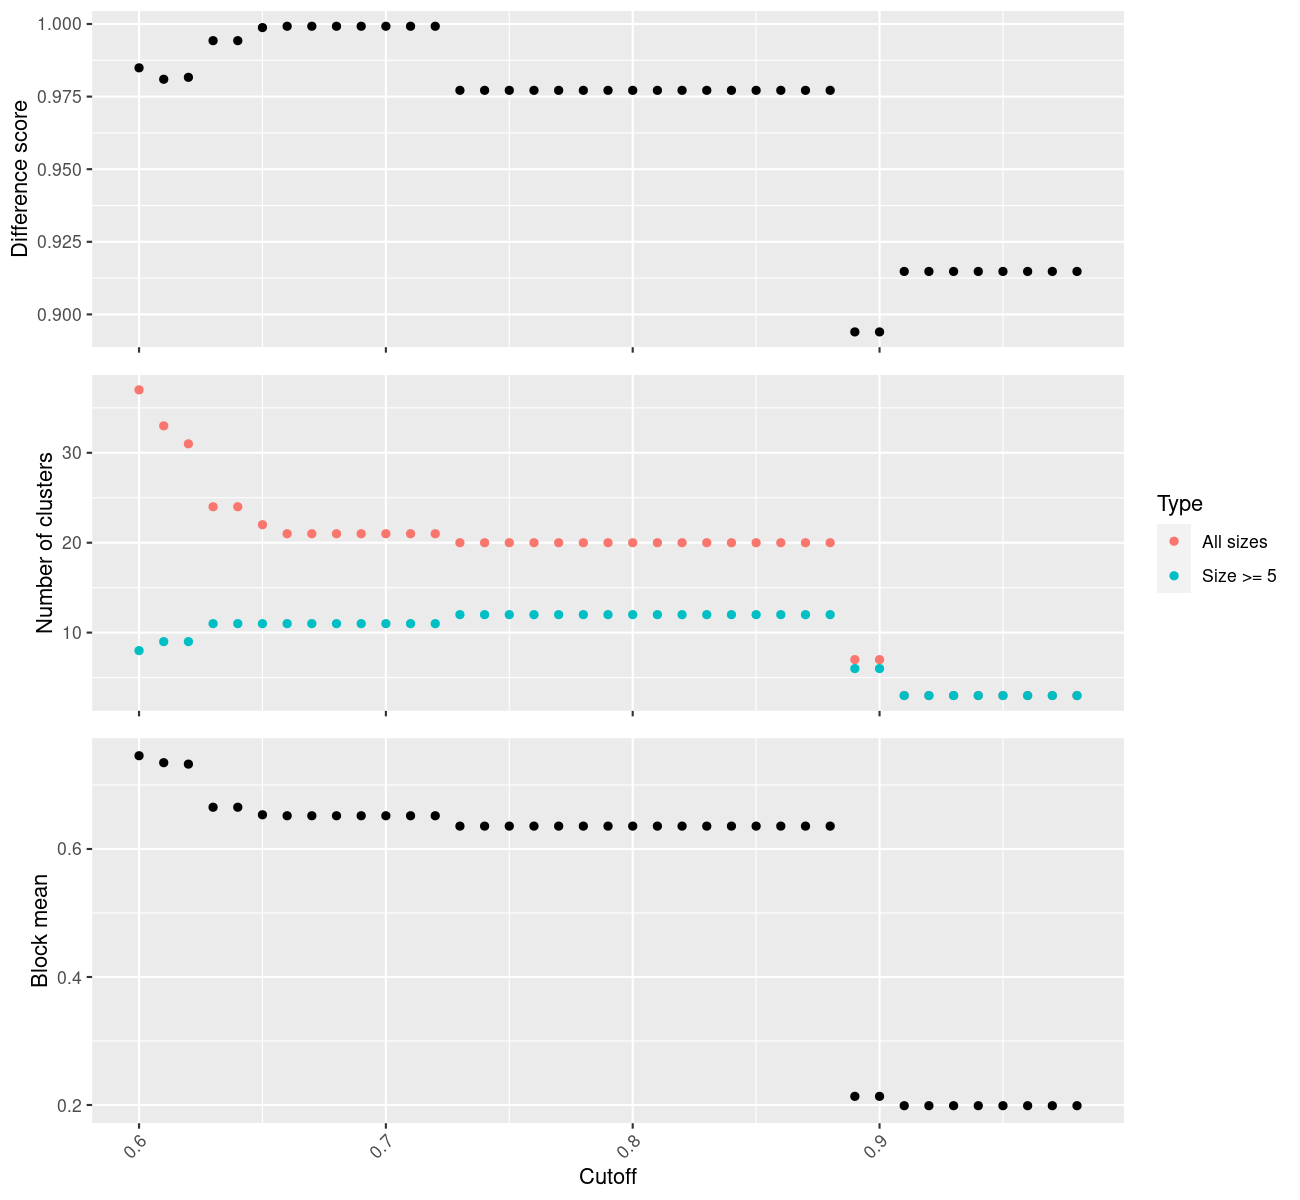 Difference score
1.000
0.975
0.950
0.925
0.900
Number of clusters
30
20
10
Type
All sizes
Size >= 5
Block mean
0.6
0.4
0.2
0.6
0.7
0.8
0.9
Cutoff